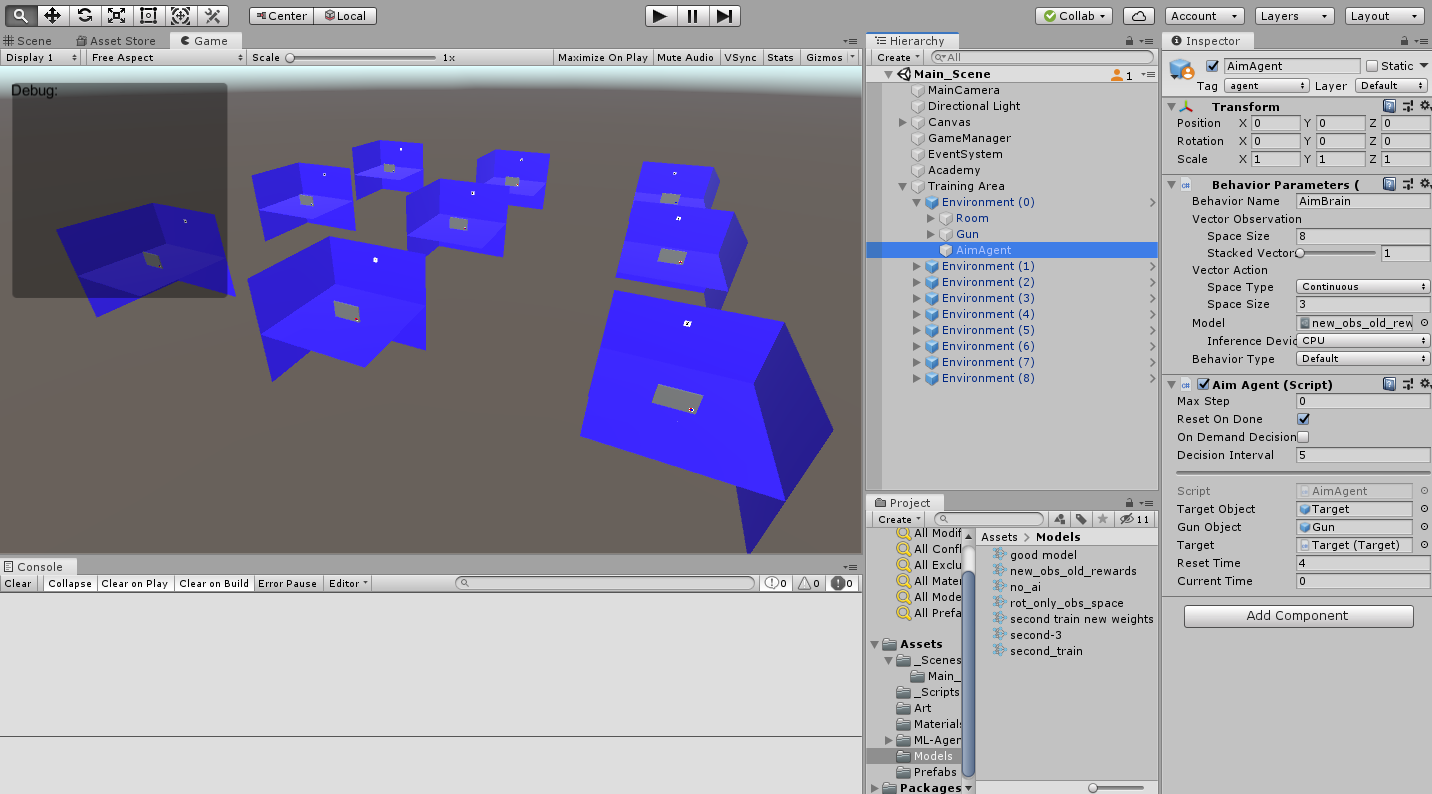 Center Local Collab Account Layers Layout
Scene Asset Store Game
Display 1 Free Aspect Scale 1x Maximize On Play Mute Audio VSync Stats Gizmos
Debug:
Console
Clear Collapse Clear on Play Clear on Build Error Pause Editor 0 0 0
Hierarchy
Create All
Main_Scene 1
MainCamera
Directional Light
Canvas
GameManager
EventSystem
Academy
Training Area
Environment (0)
Room
Gun
AimAgent
Environment (1)
Environment (2)
Environment (3)
Environment (4)
Environment (5)
Environment (6)
Environment (7)
Environment (8)
Project
Create 11
All Modif
All Confl
All Exclu
All Mater
All Mode
All Prefa
Assets
_Scenes
Main_
_Scripts
Art
Materials
ML-Agen
Models
Prefabs
Packages
Assets > Models
good model
new_obs_old_rewards
no_ai
rot_only_obs_space
second train new weights
second-3
second_train
Inspector
AimAgent Static
Tag agent Layer Default
Transform
Position X 0 Y 0 Z 0
Rotation X 0 Y 0 Z 0
Scale X 1 Y 1 Z 1
Behavior Parameters (
Behavior Name AimBrain
Vector Observation
Space Size 8
Stacked Vectors 1
Vector Action
Space Type Continuous
Space Size 3
Model new_obs_old_rew
Inference Devic CPU
Behavior Type Default
Aim Agent (Script)
Max Step 0
Reset On Done
On Demand Decision
Decision Interval 5
Script AimAgent
Target Object Target
Gun Object Gun
Target Target (Target)
Reset Time 4
Current Time 0
Add Component